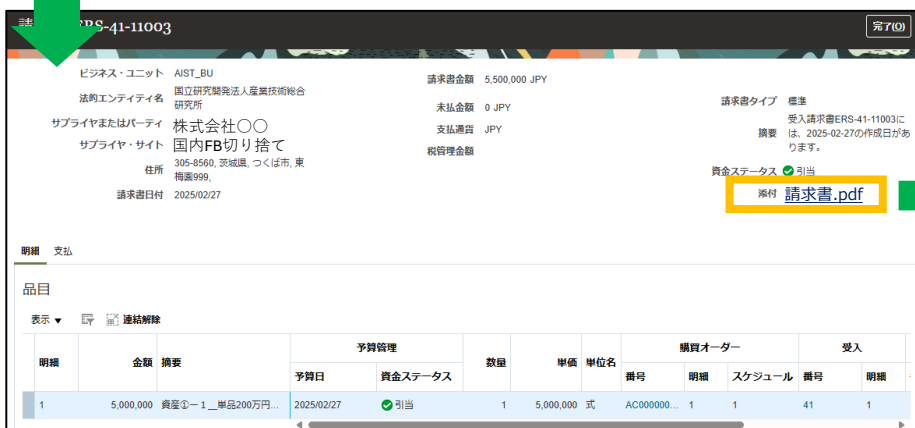 ERS-41-11003
完了(O)
ビジネス・ユニット AIST_BU
法的エンティティ名 国立研究開発法人産業技術総合
研究所
サプライヤまたはパーティ 株式会社〇〇
サプライヤ・サイト 国内FB切り捨て
住所 305-8560, 茨城県, つくば市, 東
梅園999,
請求書日付 2025/02/27
請求書金額 5,500,000 JPY
未払金額 0 JPY
支払通貨 JPY
税管理金額
請求書タイプ 標準
摘要 受入請求書ERS-41-11003に
は、2025-02-27の作成日があ
ります。
資金ステータス 引当
添付 請求書.pdf
明細 支払
品目
表示 連結解除
予算管理 購買オーダー 受入
明細 金額 摘要 予算日 資金ステータス 数量 単価 単位名 番号 明細 スケジュール 番号 明細
1 5,000,000 資産①ー1__単品200万円... 2025/02/27 引当 1 5,000,000 式 AC000000... 1 1 41 1